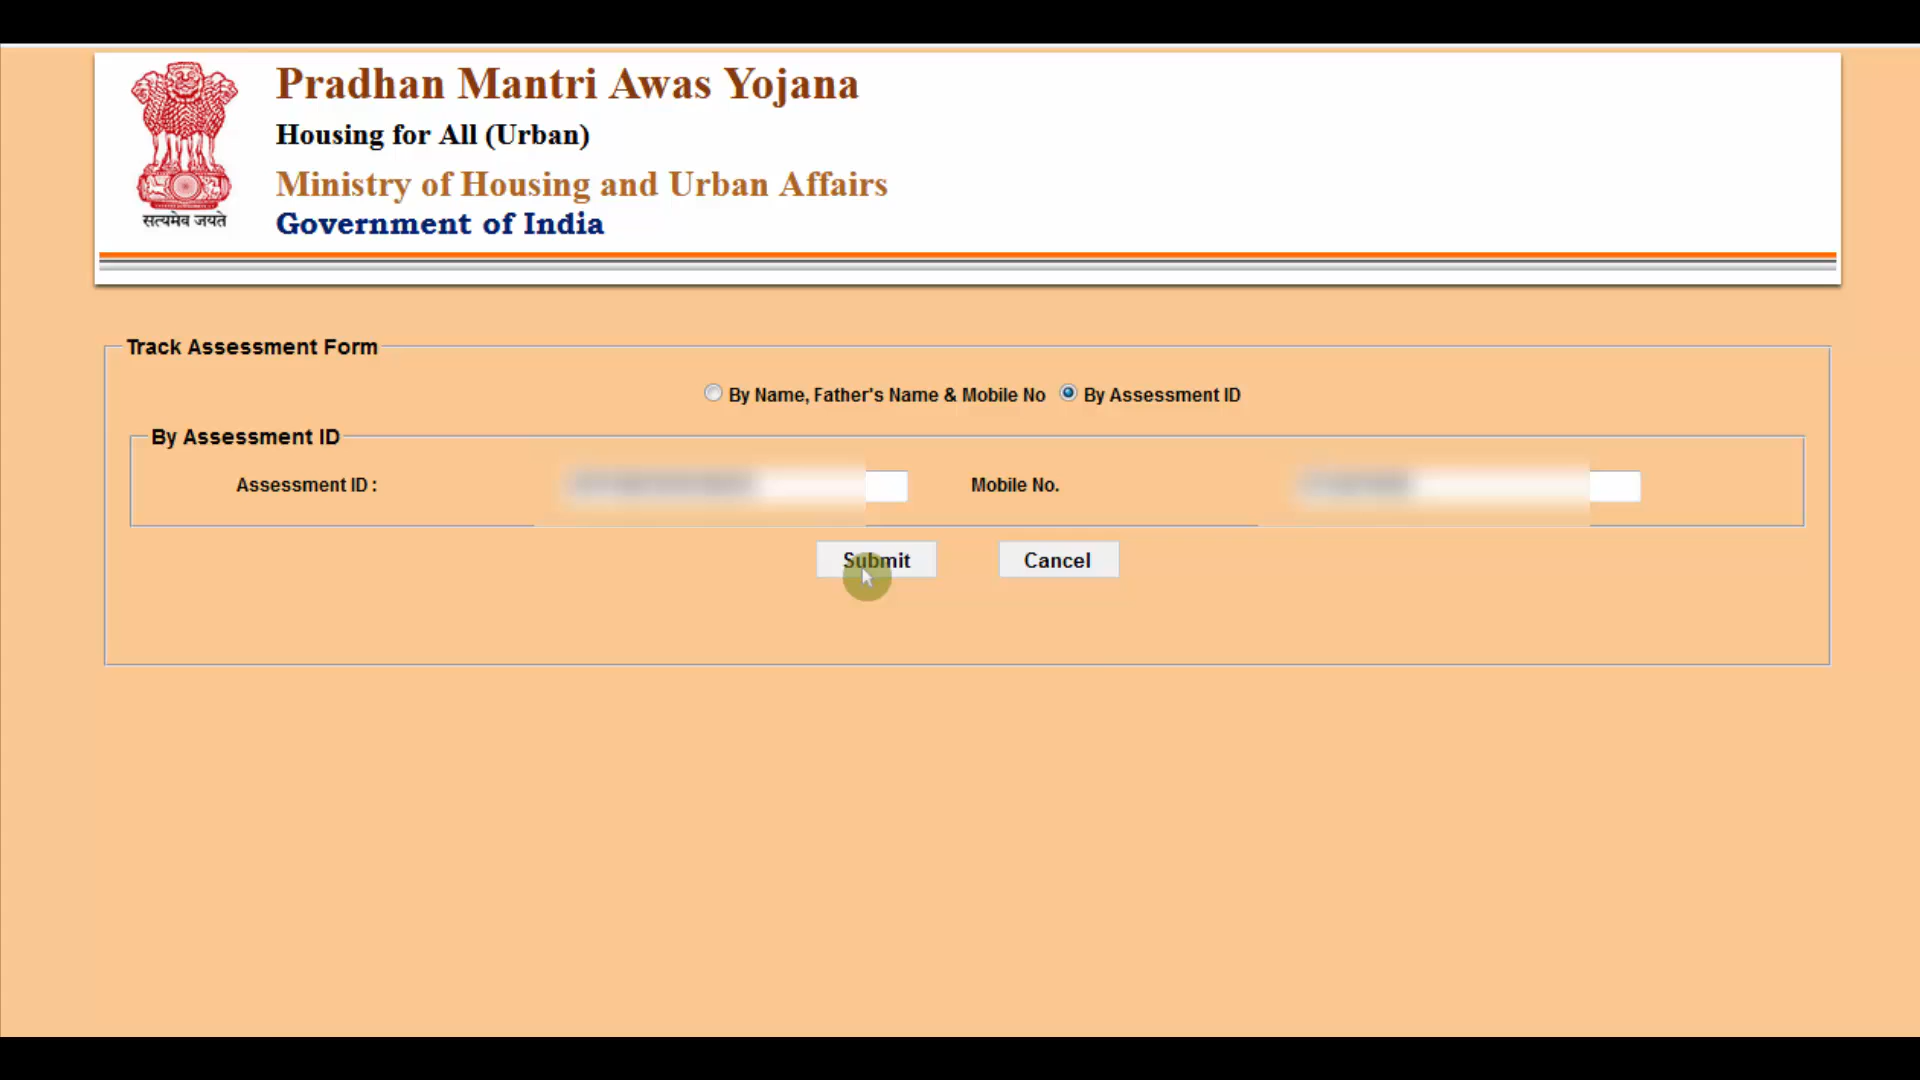 Pradhan Mantri Awas Yojana
Housing for All (Urban)
Ministry of Housing and Urban Affairs
Government of India
सत्यमेव जयते
Track Assessment Form
By Name, Father's Name & Mobile No By Assessment ID
By Assessment ID
Assessment ID : Mobile No.
Submit Cancel